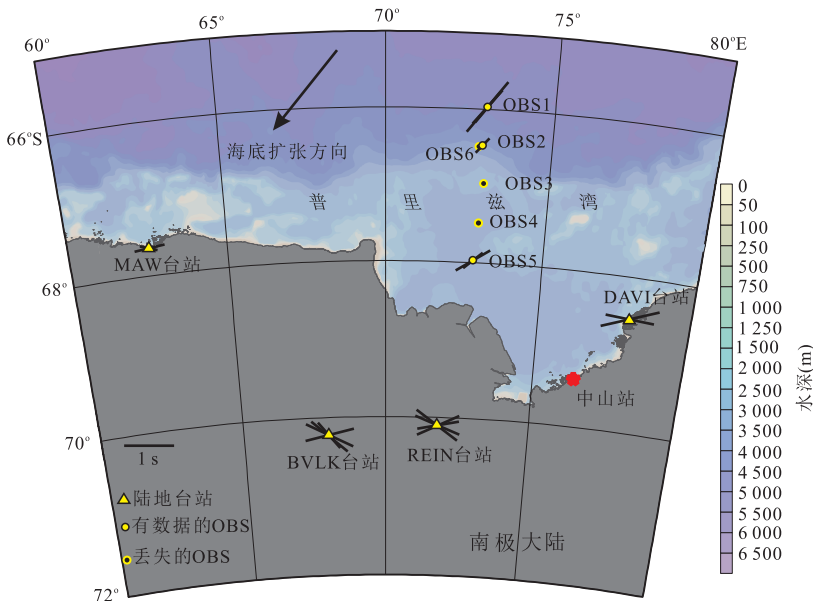 60°
65°
70°
75°
80°E
66°S
68°
70°
72°
海底扩张方向
普里兹湾
OBS1
OBS2
OBS6
OBS3
OBS4
OBS5
MAW台站
DAVI台站
中山站
BVLK台站
REIN台站
南极大陆
1 s
陆地台站
有数据的OBS
丢失的OBS
0
50
100
250
500
750
1 000
1 250
1 500
2 000
2 500
3 000
3 500
4 000
4 500
5 000
5 500
6 000
6 500
水深(m)